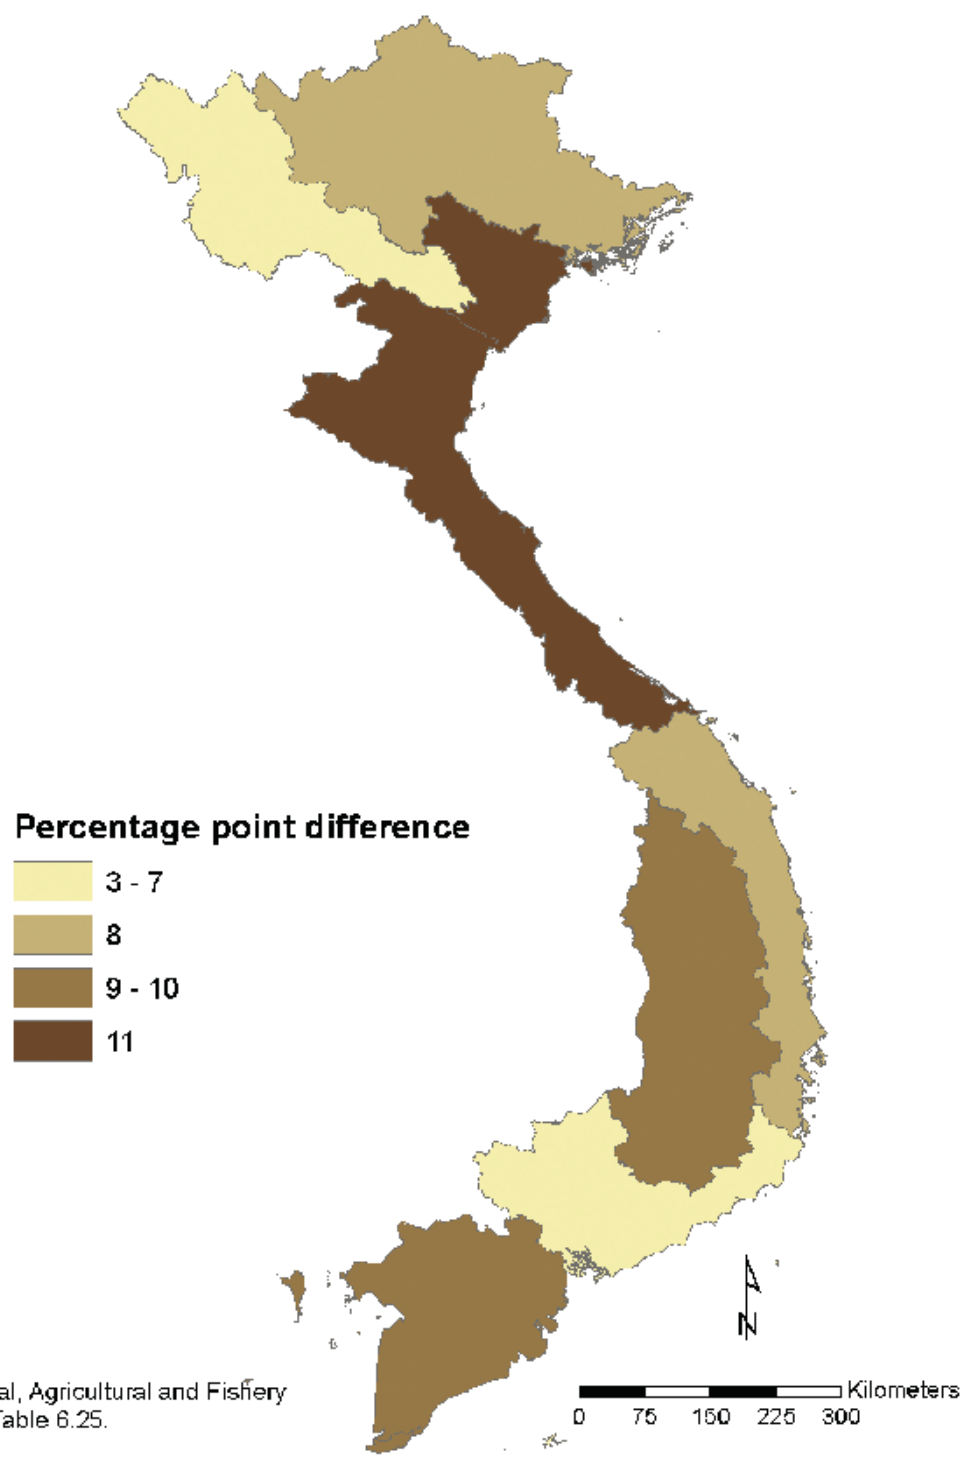 Percentage point difference
3 - 7
8
9 - 10
11
N
al, Agricultural and Fishery
Table 6.25.
Kilometers
0 75 150 225 300